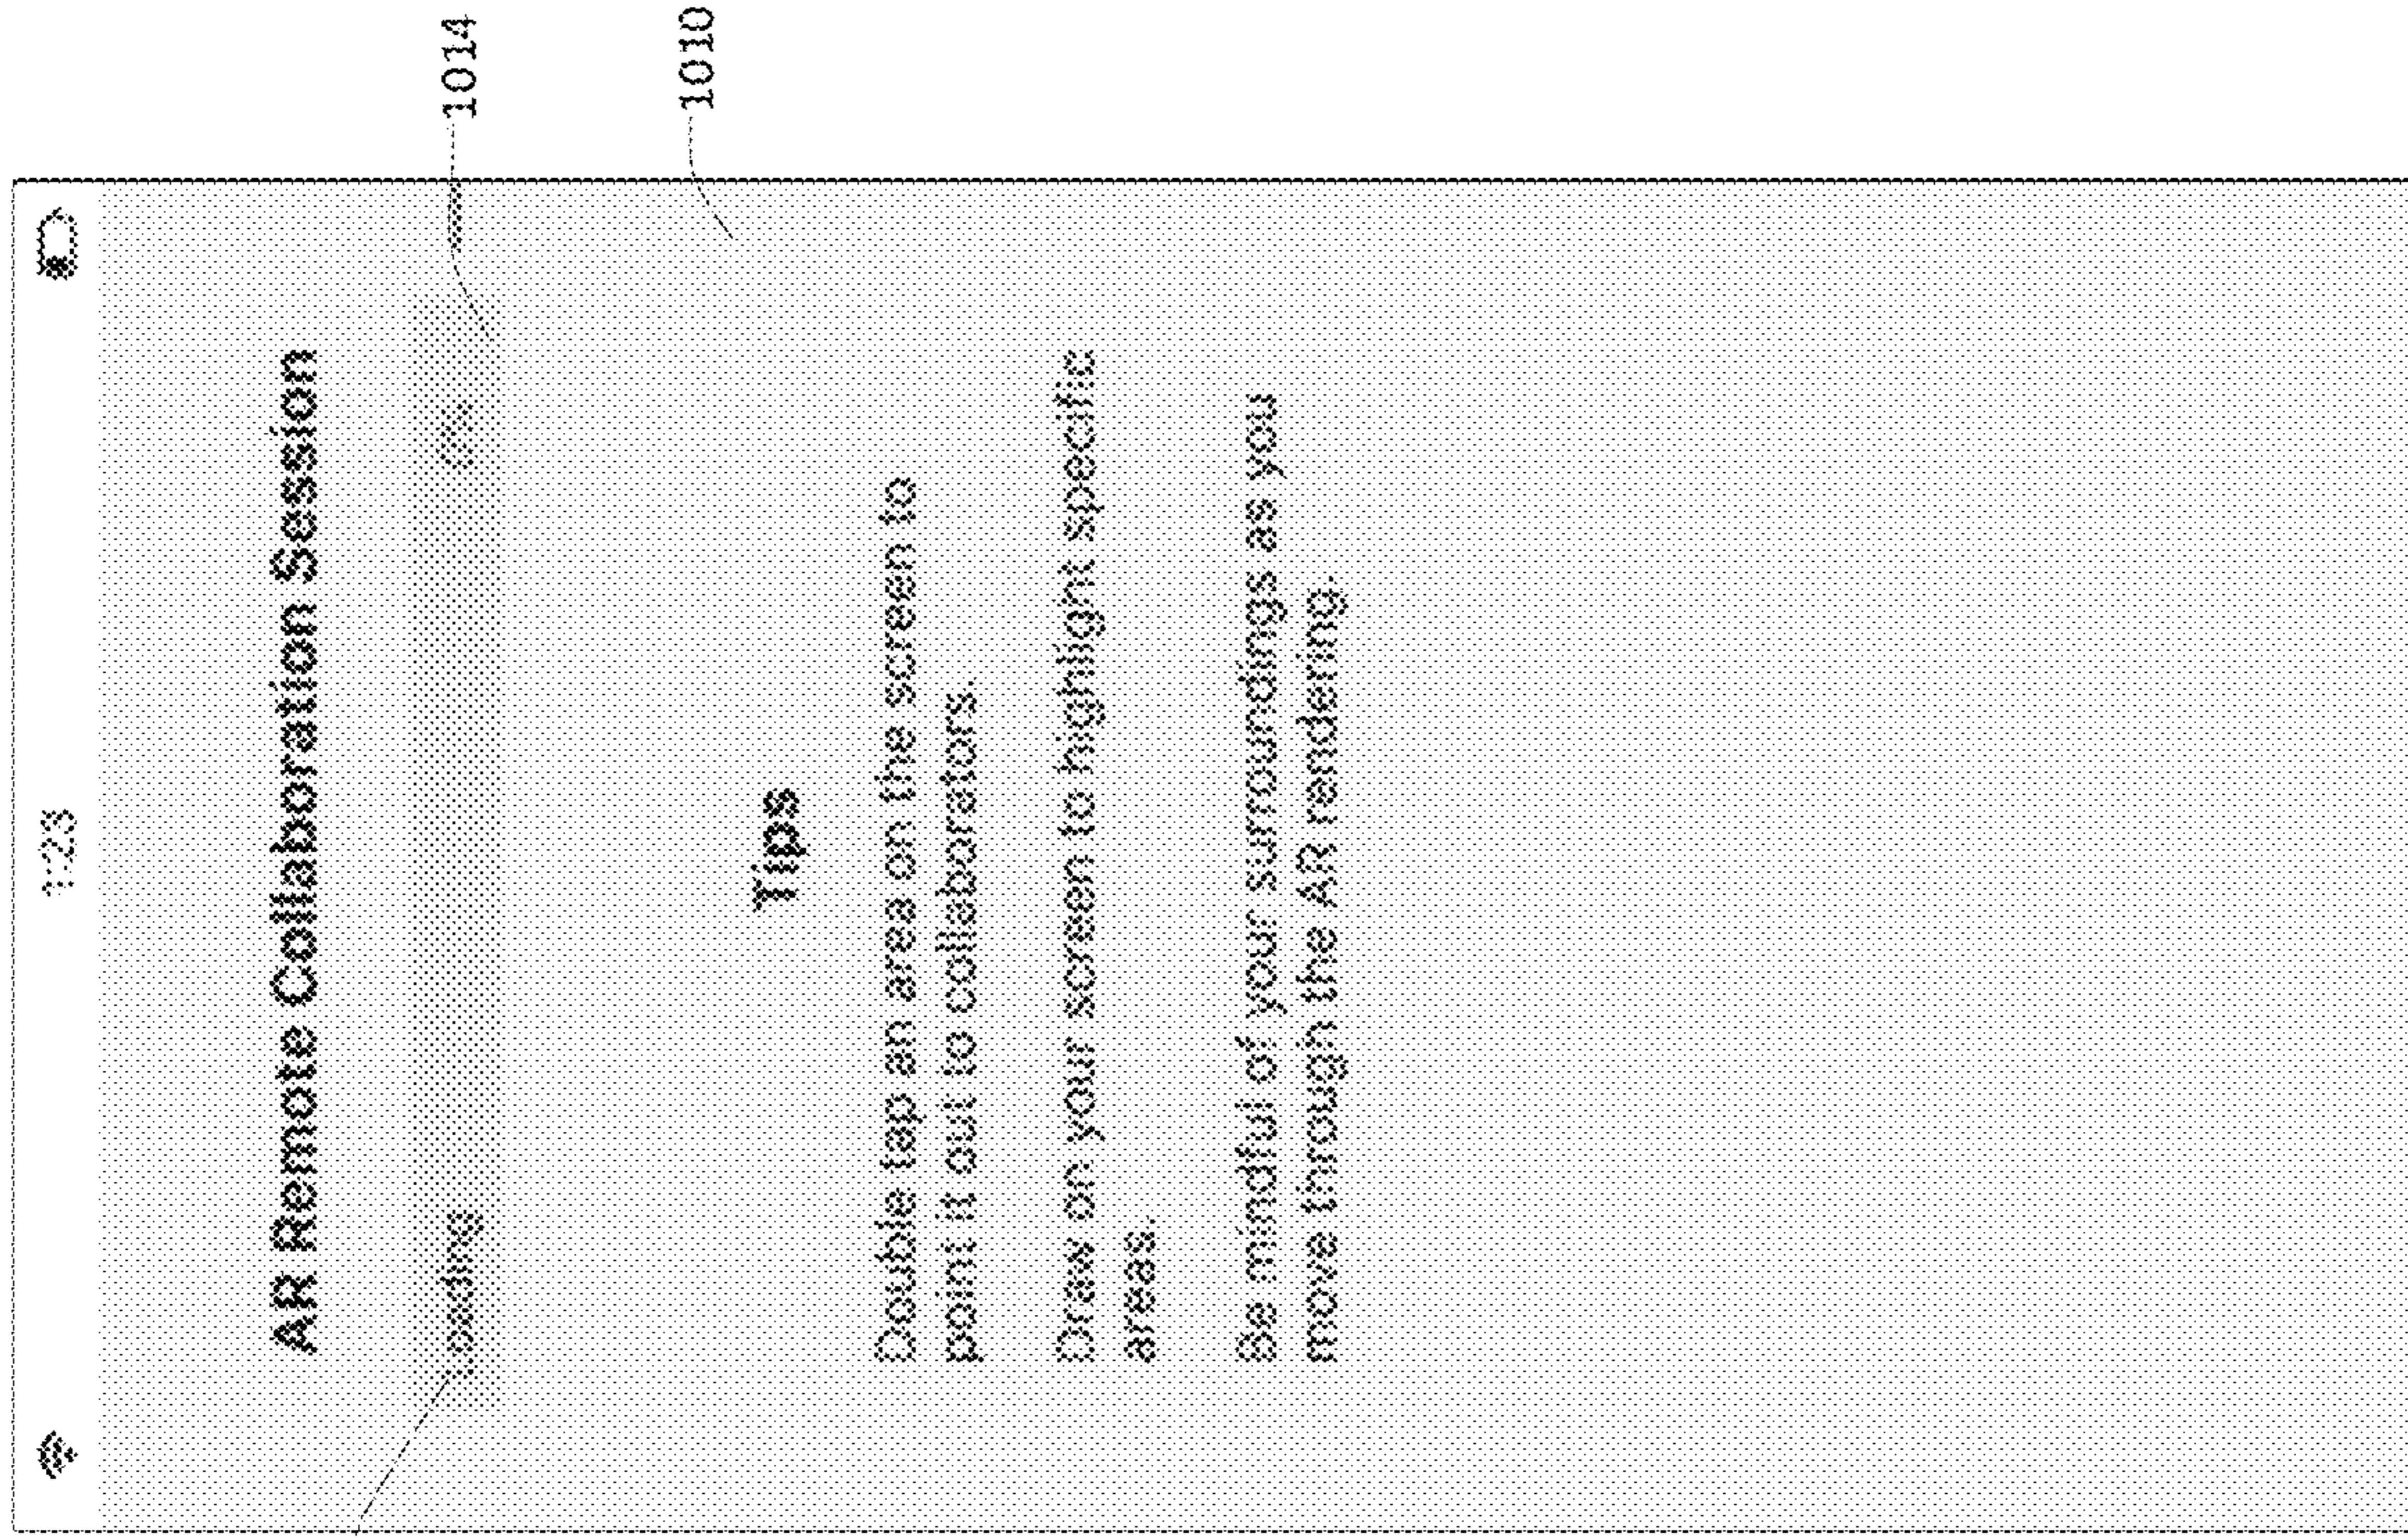 1:23
AR Remote Collaboration Session
Loading 0%
1014
1010
Tips
Double tap an area on the screen to
point it out to collaborators.
Draw on your screen to highlight specific
areas.
Be mindful of your surroundings as you
move through the AR rendering.